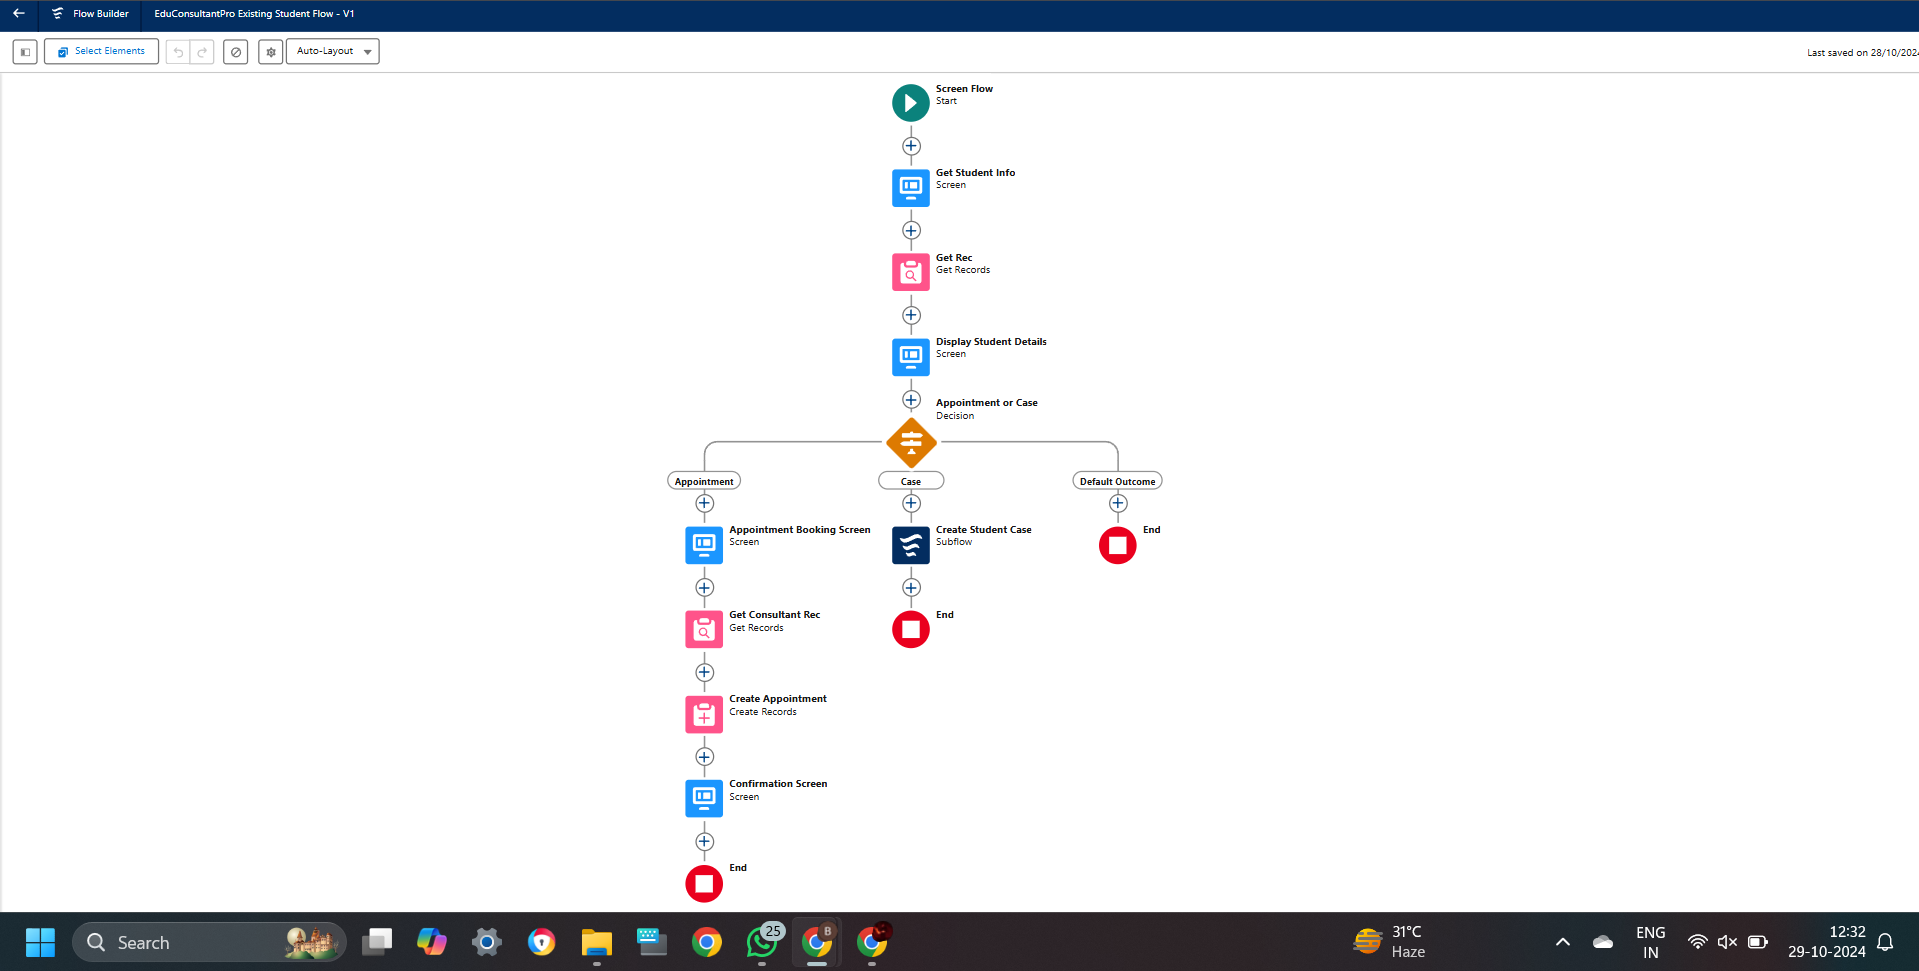 Flow Builder
EduConsultantPro Existing Student Flow - V1
Select Elements
Auto-Layout
Last saved on 28/10/2024
Screen Flow
Start
Get Student Info
Screen
Get Rec
Get Records
Display Student Details
Screen
Appointment or Case
Decision
Appointment
Case
Default Outcome
Appointment Booking Screen
Screen
Create Student Case
Subflow
End
Get Consultant Rec
Get Records
End
Create Appointment
Create Records
Confirmation Screen
Screen
End
Search
25
B
31°C
Haze
ENG
IN
12:32
29-10-2024